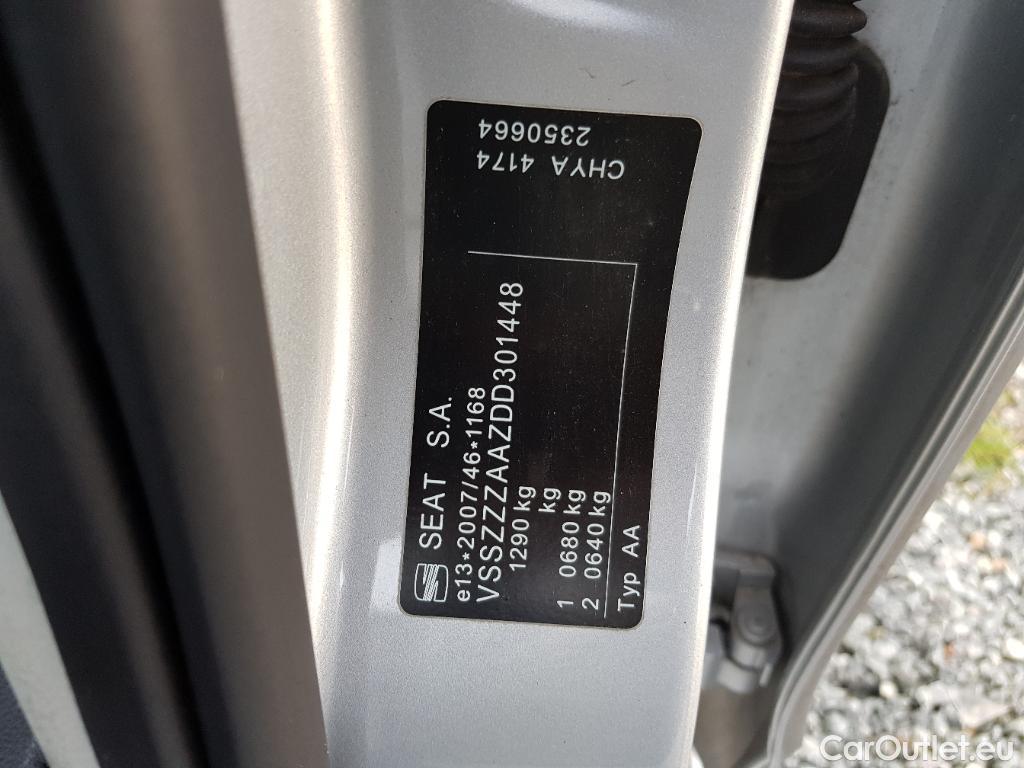 SEAT S.A.
e13*2007/46*1168
VSSZZZAAZDD301448
1290 kg
kg
1 0680 kg
2 0640 kg
Typ AA
CHYA 4174
2350664
CarOutlet.eu